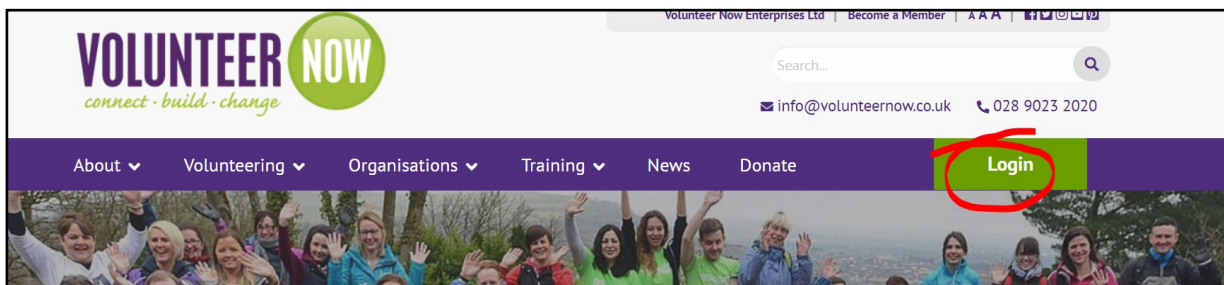 Volunteer Now Enterprises Ltd | Become a Member | A A A |
VOLUNTEER NOW
connect · build · change
Search...
info@volunteernow.co.uk 028 9023 2020
About Volunteering Organisations Training News Donate Login